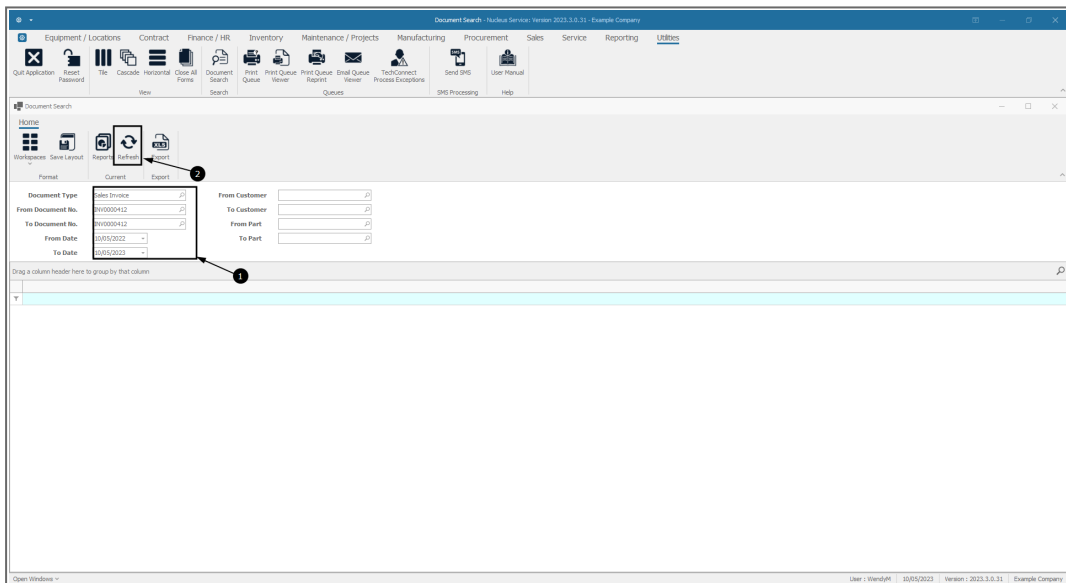 Document Search - Nucleus Service: Version 2023.3.0.31 - Example Company
Equipment / Locations Contract Finance / HR Inventory Maintenance / Projects Manufacturing Procurement Sales Service Reporting Utilities
Quit Application Reset Password Tile Cascade Horizontal Close All Forms Document Search Print Queue Print Queue Viewer Print Queue Reprint Email Queue Viewer TechConnect Process Exceptions SMS Send SMS User Manual
View Search Queues SMS Processing Help
Document Search
Home
XLS
Workspaces Save Layout Reports Refresh Export
2
Format Current Export
Document Type Sales Invoice From Customer
From Document No. INV0000412 To Customer
To Document No. INV0000412 From Part
From Date 10/05/2022 To Part
To Date 10/05/2023
Drag a column header here to group by that column
1
Open Windows User : WendyM 10/05/2023 Version : 2023.3.0.31 Example Company